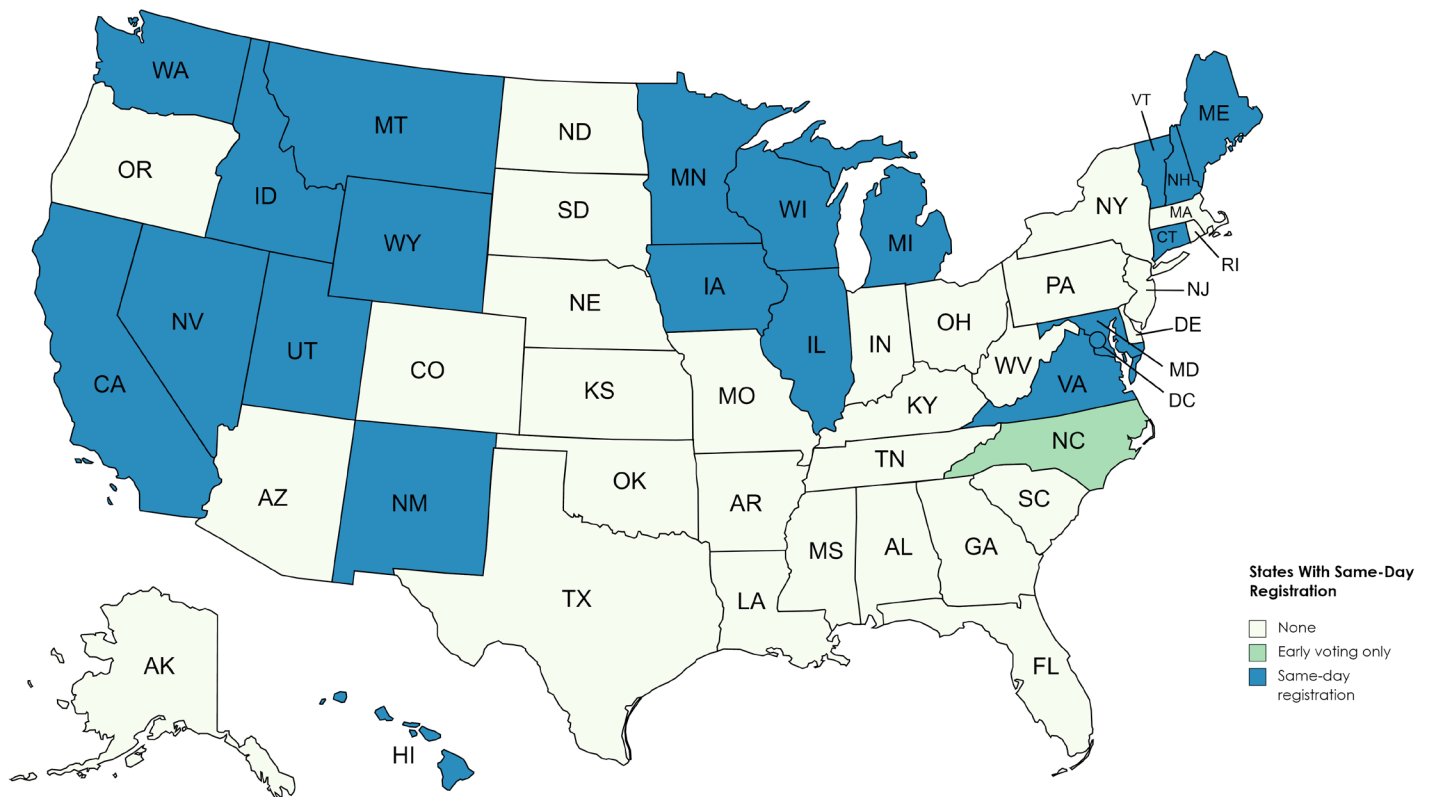 WA
MT
ND
MN
ME
VT
OR
ID
SD
WI
MI
NY
NH
MA
CT
RI
WY
NE
IA
PA
NJ
NV
UT
CO
KS
MO
IL
IN
OH
WV
DE
MD
DC
VA
CA
KY
NC
TN
AZ
NM
OK
AR
SC
MS
AL
GA
TX
LA
FL
AK
HI
States With Same-Day
Registration
None
Early voting only
Same-day
registration